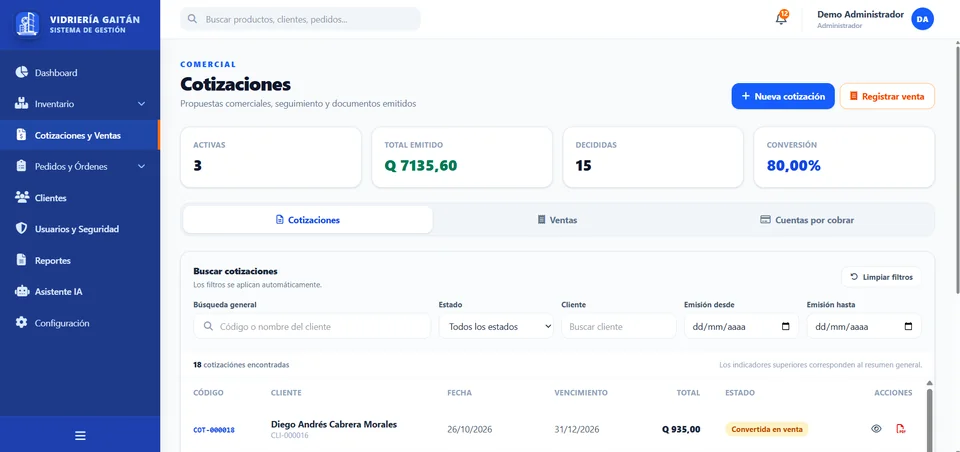 VIDRIERÍA GAITÁN
SISTEMA DE GESTIÓN
Buscar productos, clientes, pedidos...
12
Demo Administrador
Administrador
DA
Dashboard
Inventario
Cotizaciones y Ventas
Pedidos y Órdenes
Clientes
Usuarios y Seguridad
Reportes
Asistente IA
Configuración
COMERCIAL
Cotizaciones
Propuestas comerciales, seguimiento y documentos emitidos
+ Nueva cotización
Registrar venta
ACTIVAS
3
TOTAL EMITIDO
Q 7135,60
DECIDIDAS
15
CONVERSIÓN
80,00%
Cotizaciones
Ventas
Cuentas por cobrar
Buscar cotizaciones
Los filtros se aplican automáticamente.
Limpiar filtros
Búsqueda general
Estado
Cliente
Emisión desde
Emisión hasta
Código o nombre del cliente
Todos los estados
Buscar cliente
dd/mm/aaaa
dd/mm/aaaa
18 cotizaciónes encontradas
Los indicadores superiores corresponden al resumen general.
CÓDIGO CLIENTE FECHA VENCIMIENTO TOTAL ESTADO ACCIONES
COT-000018 Diego Andrés Cabrera Morales 26/10/2026 31/12/2026 Q 935,00 Convertida en venta
CLI-000016